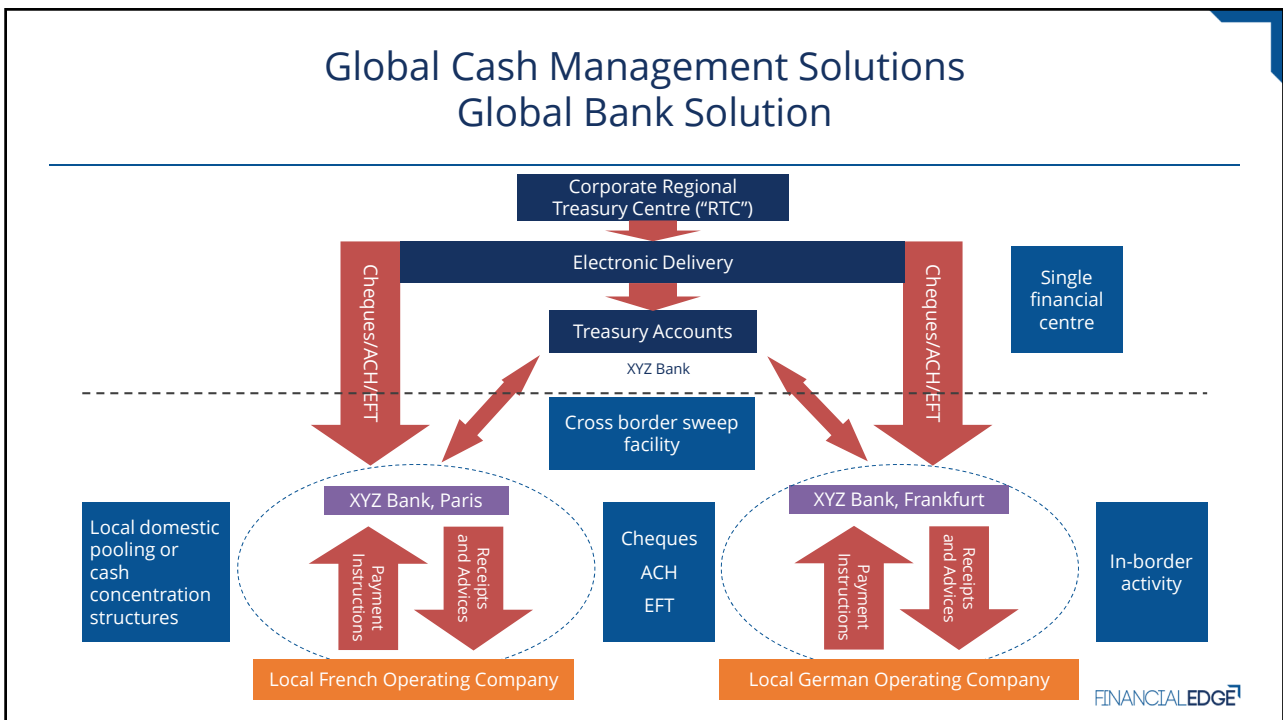 Global Cash Management Solutions
Global Bank Solution
Corporate Regional
Treasury Centre (“RTC”)
Electronic Delivery
Cheques/ACH/EFT
Cheques/ACH/EFT
Single
financial
centre
Treasury Accounts
XYZ Bank
Cross border sweep
facility
XYZ Bank, Paris
XYZ Bank, Frankfurt
Local domestic
pooling or
cash
concentration
structures
Payment
Instructions
Receipts
and Advices
Cheques
ACH
EFT
Payment
Instructions
Receipts
and Advices
In-border
activity
Local French Operating Company
Local German Operating Company
FINANCIALEDGE